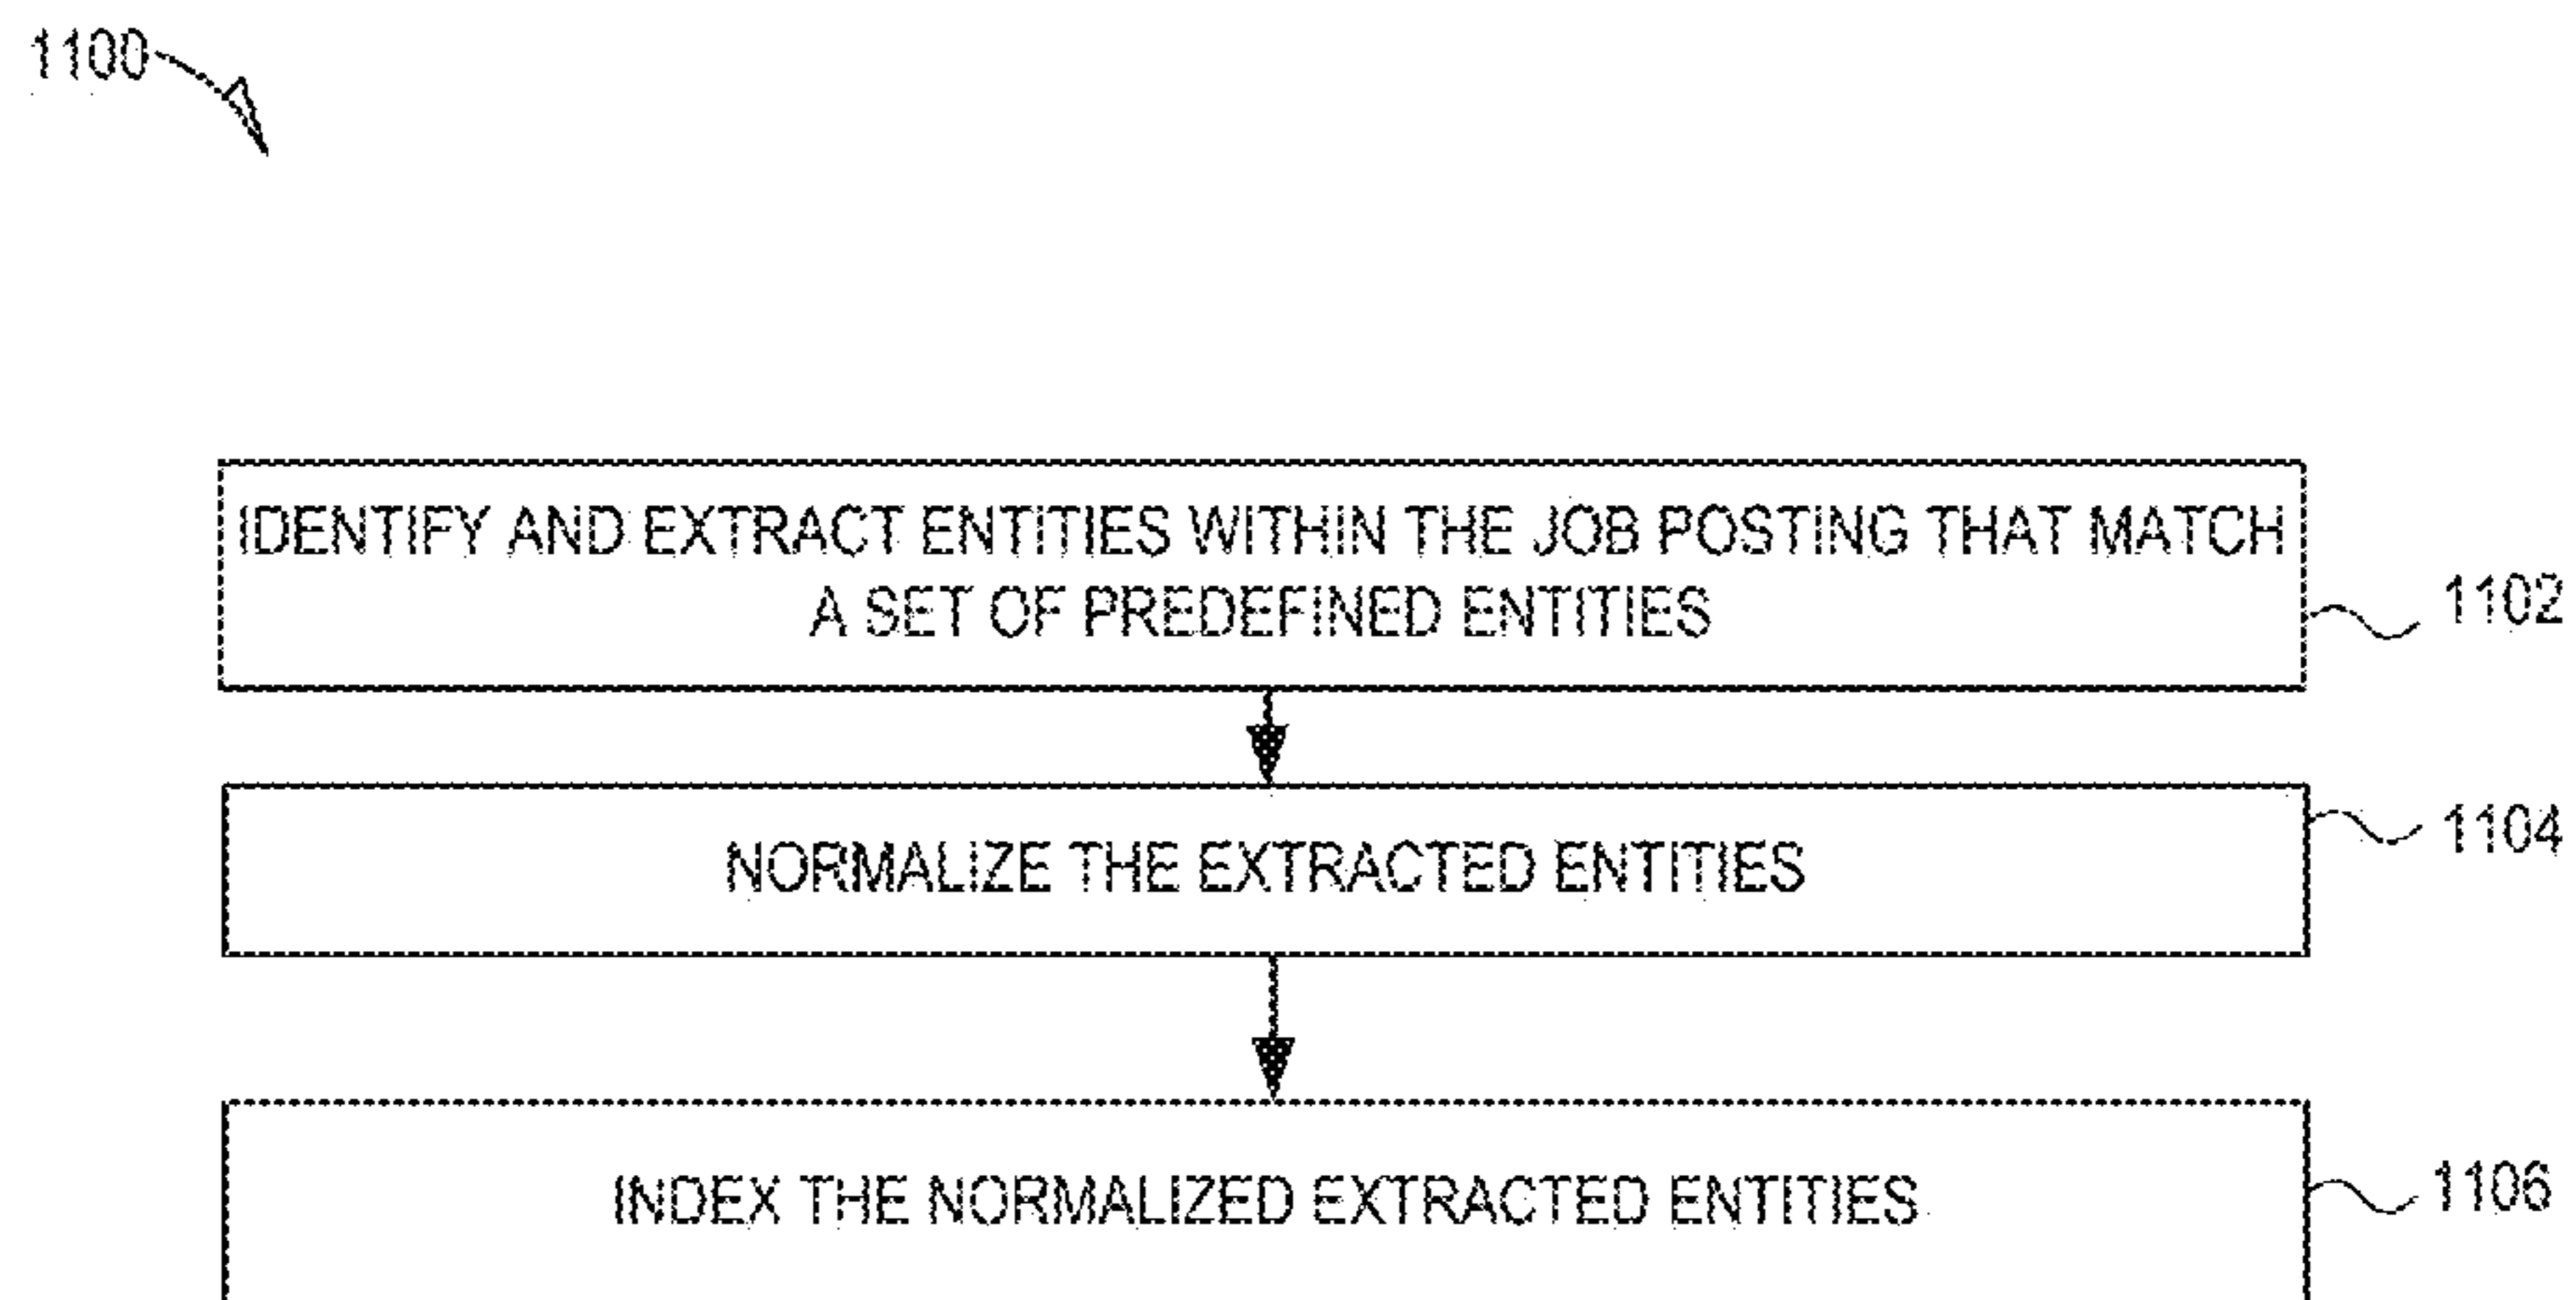 1100
IDENTIFY AND EXTRACT ENTITIES WITHIN THE JOB POSTING THAT MATCH
A SET OF PREDEFINED ENTITIES
1102
NORMALIZE THE EXTRACTED ENTITIES
1104
INDEX THE NORMALIZED EXTRACTED ENTITIES
1106